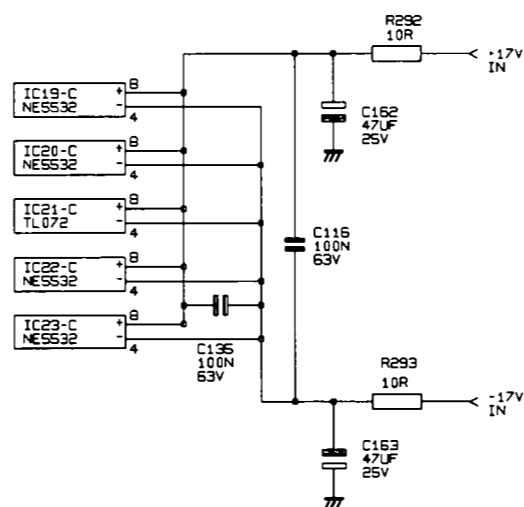 R292
10R
+17V
IN
IC19-C
NE5532
+ 8
- 4
C162
47UF
25V
IC20-C
NE5532
+ 8
- 4
IC21-C
TL072
+ 8
- 4
C116
100N
63V
IC22-C
NE5532
+ 8
- 4
IC23-C
NE5532
+ 8
- 4
C135
100N
63V
R293
10R
-17V
IN
C163
47UF
25V